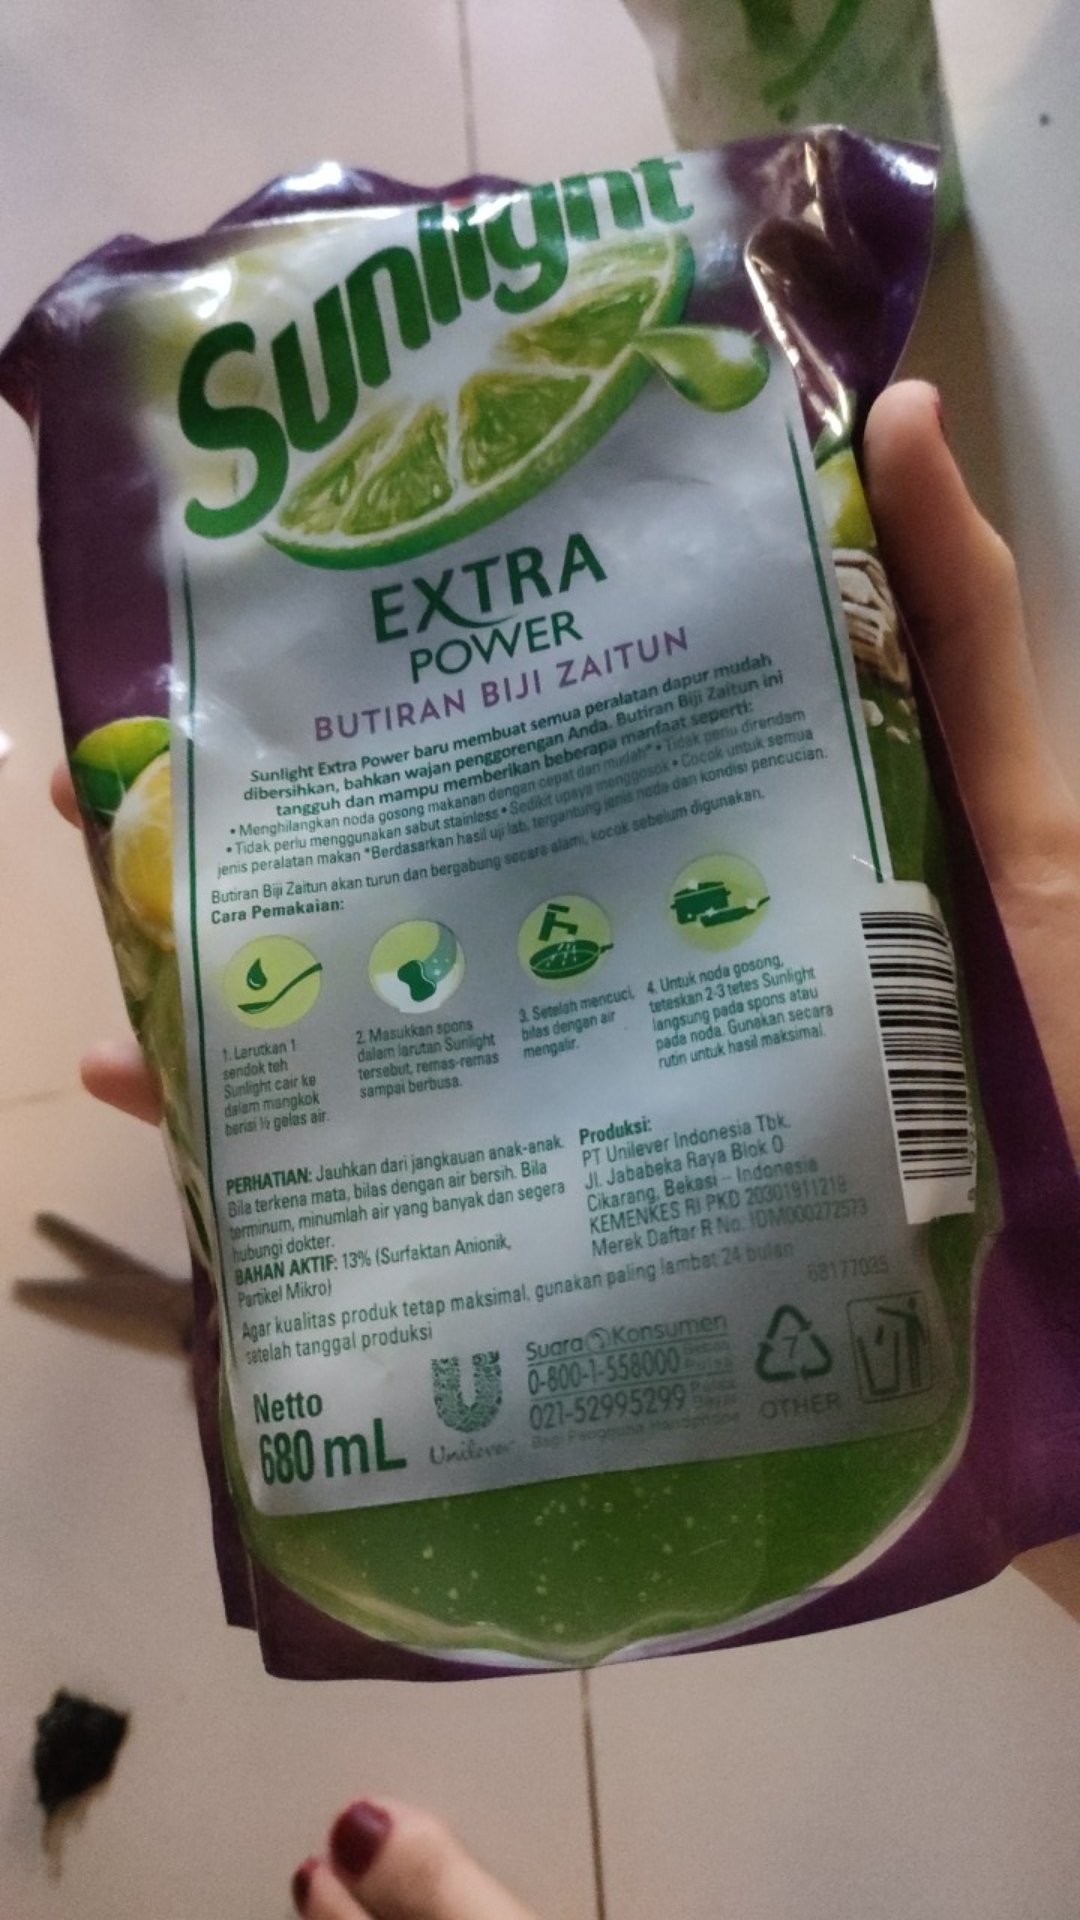 Sunlight
EXTRA
POWER
BUTIRAN BIJI ZAITUN
Sunlight Extra Power baru membuat semua peralatan dapur mudah
dibersihkan, bahkan wajan penggorengan Anda. Butiran Biji Zaitun ini
tangguh dan mampu memberikan beberapa manfaat seperti:
• Menghilangkan noda gosong makanan dengan cepat dan mudah* • Tidak perlu direndam
• Tidak perlu menggunakan sabut stainless • Sedikit upaya menggosok • Cocok untuk semua
jenis peralatan makan *Berdasarkan hasil uji lab, tergantung jenis noda dan kondisi pencucian.
Butiran Biji Zaitun akan turun dan bergabung secara alami, kocok sebelum digunakan.
Cara Pemakaian:
1. Larutkan 1
sendok teh
Sunlight cair ke
dalam mangkok
berisi ½ gelas air.
2. Masukkan spons
dalam larutan Sunlight
tersebut, remas-remas
sampai berbusa.
3. Setelah mencuci,
bilas dengan air
mengalir.
4. Untuk noda gosong,
teteskan 2-3 tetes Sunlight
langsung pada spons atau
pada noda. Gunakan secara
rutin untuk hasil maksimal.
PERHATIAN: Jauhkan dari jangkauan anak-anak.
Bila terkena mata, bilas dengan air bersih. Bila
terminum, minumlah air yang banyak dan segera
hubungi dokter.
BAHAN AKTIF: 13% (Surfaktan Anionik,
Partikel Mikro)
Produksi:
PT Unilever Indonesia Tbk.
Jl. Jababeka Raya Blok O
Cikarang, Bekasi – Indonesia
KEMENKES RI PKD 20301911218
Merek Daftar R No. IDM000272573
Agar kualitas produk tetap maksimal, gunakan paling lambat 24 bulan
setelah tanggal produksi
68177035
Netto
680 mL
Unilever
Suara Konsumen
0-800-1-558000
021-52995299
Bagi Pengguna Handphone
7
OTHER